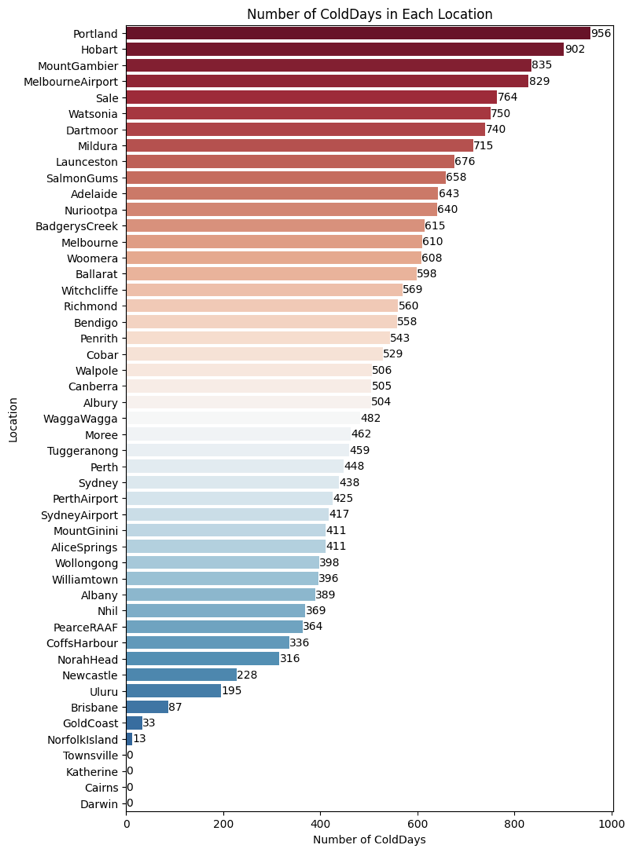 Number of ColdDays in Each Location
Portland 956
Hobart 902
MountGambier 835
MelbourneAirport 829
Sale 764
Watsonia 750
Dartmoor 740
Mildura 715
Launceston 676
SalmonGums 658
Adelaide 643
Nuriootpa 640
BadgerysCreek 615
Melbourne 610
Woomera 608
Ballarat 598
Witchcliffe 569
Richmond 560
Bendigo 558
Penrith 543
Cobar 529
Walpole 506
Canberra 505
Albury 504
WaggaWagga 482
Moree 462
Tuggeranong 459
Perth 448
Sydney 438
PerthAirport 425
SydneyAirport 417
MountGinini 411
AliceSprings 411
Wollongong 398
Williamtown 396
Albany 389
Nhil 369
PearceRAAF 364
CoffsHarbour 336
NorahHead 316
Newcastle 228
Uluru 195
Brisbane 87
GoldCoast 33
NorfolkIsland 13
Townsville 0
Katherine 0
Cairns 0
Darwin 0
Location
0 200 400 600 800 1000
Number of ColdDays